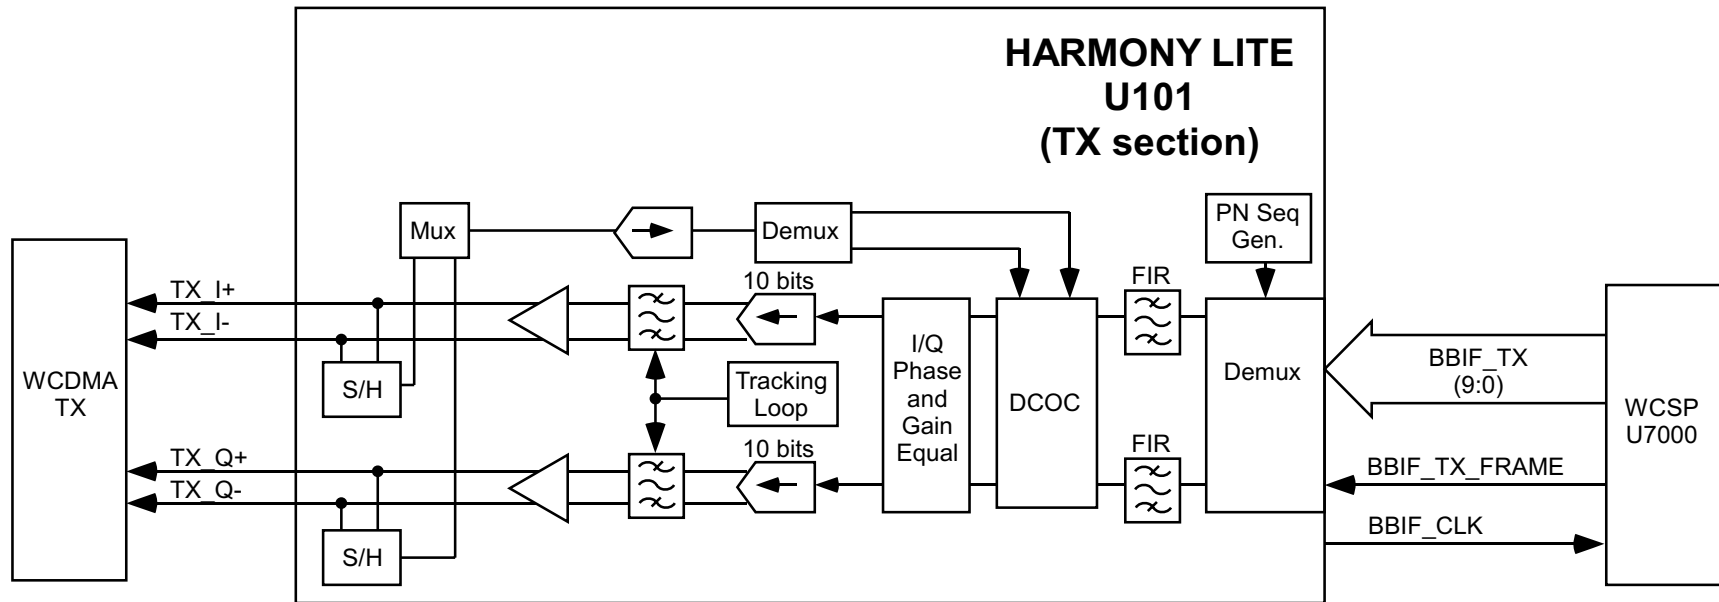 HARMONY LITE
U101
(TX section)
Mux
Demux
PN Seq
Gen.
TX_I+
TX_I-
10 bits
FIR
S/H
Tracking
Loop
I/Q
Phase
and
Gain
Equal
DCOC
Demux
WCDMA
TX
BBIF_TX
(9:0)
WCSP
U7000
TX_Q+
TX_Q-
10 bits
FIR
S/H
BBIF_TX_FRAME
BBIF_CLK